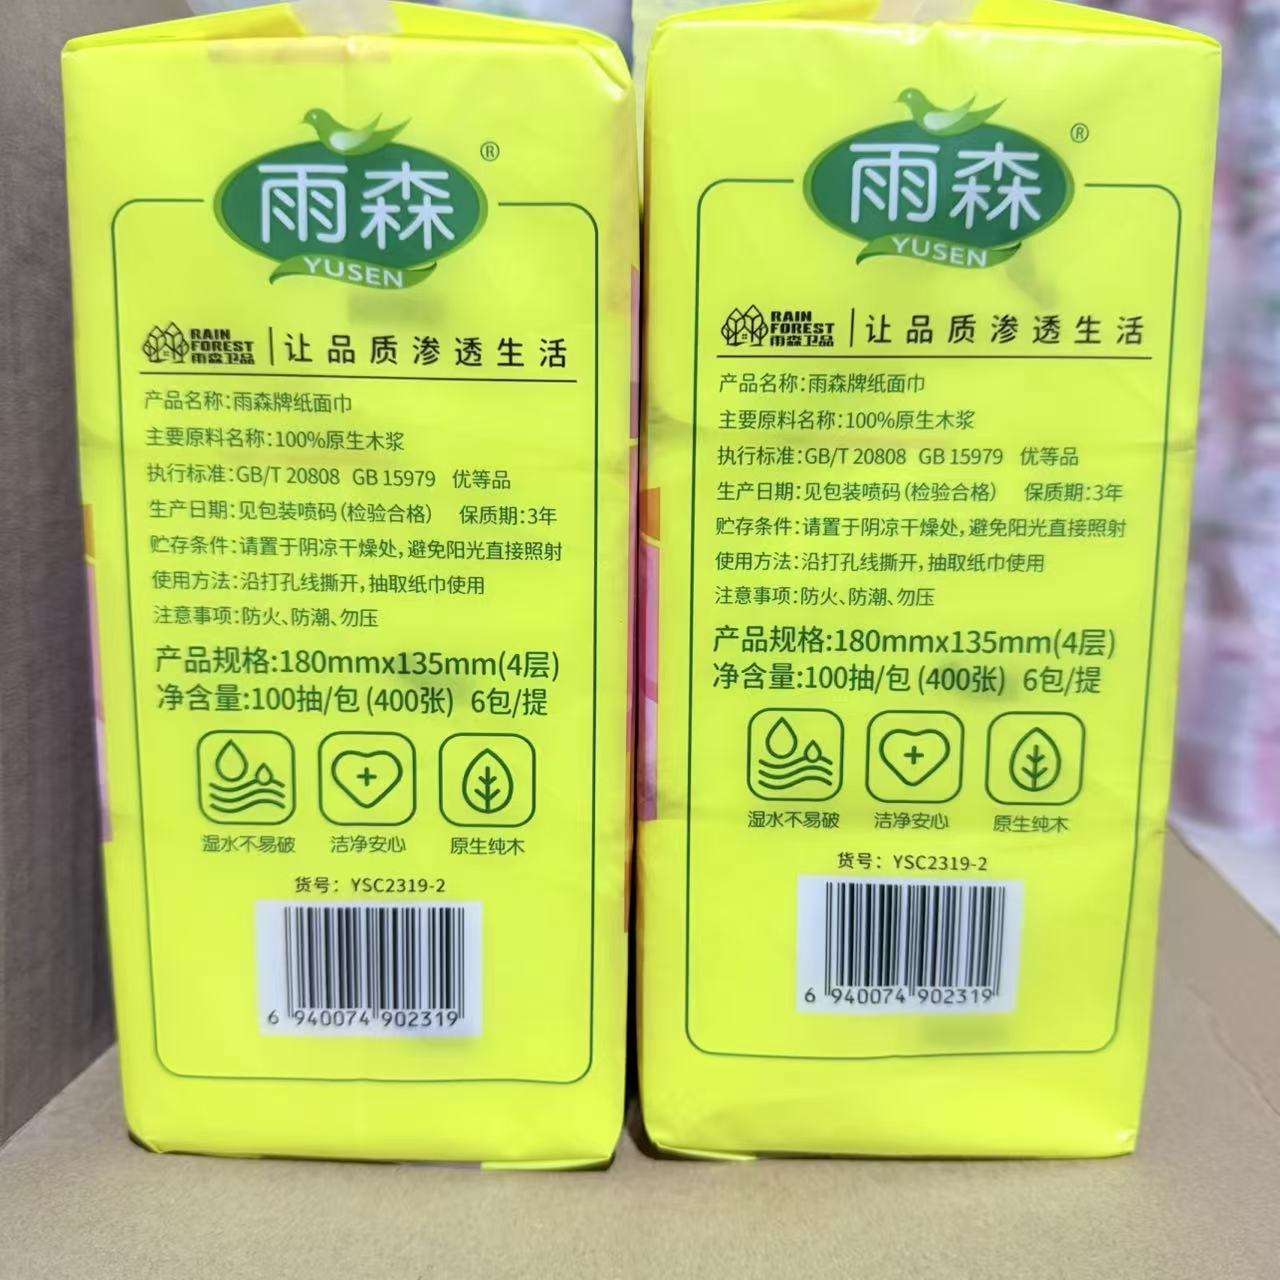 雨森®
YUSEN
RAIN
FOREST
雨森卫品
让品质渗透生活
产品名称:雨森牌纸面巾
主要原料名称:100%原生木浆
执行标准:GB/T 20808 GB 15979 优等品
生产日期:见包装喷码(检验合格) 保质期:3年
贮存条件:请置于阴凉干燥处,避免阳光直接照射
使用方法:沿打孔线撕开,抽取纸巾使用
注意事项:防火、防潮、勿压
产品规格:180mmx135mm(4层)
净含量:100抽/包(400张) 6包/提
湿水不易破 洁净安心 原生纯木
货号: YSC2319-2
6 940074 902319
雨森®
YUSEN
RAIN
FOREST
雨森卫品
让品质渗透生活
产品名称:雨森牌纸面巾
主要原料名称:100%原生木浆
执行标准:GB/T 20808 GB 15979 优等品
生产日期:见包装喷码(检验合格) 保质期:3年
贮存条件:请置于阴凉干燥处,避免阳光直接照射
使用方法:沿打孔线撕开,抽取纸巾使用
注意事项:防火、防潮、勿压
产品规格:180mmx135mm(4层)
净含量:100抽/包(400张) 6包/提
湿水不易破 洁净安心 原生纯木
货号: YSC2319-2
6 940074 902319